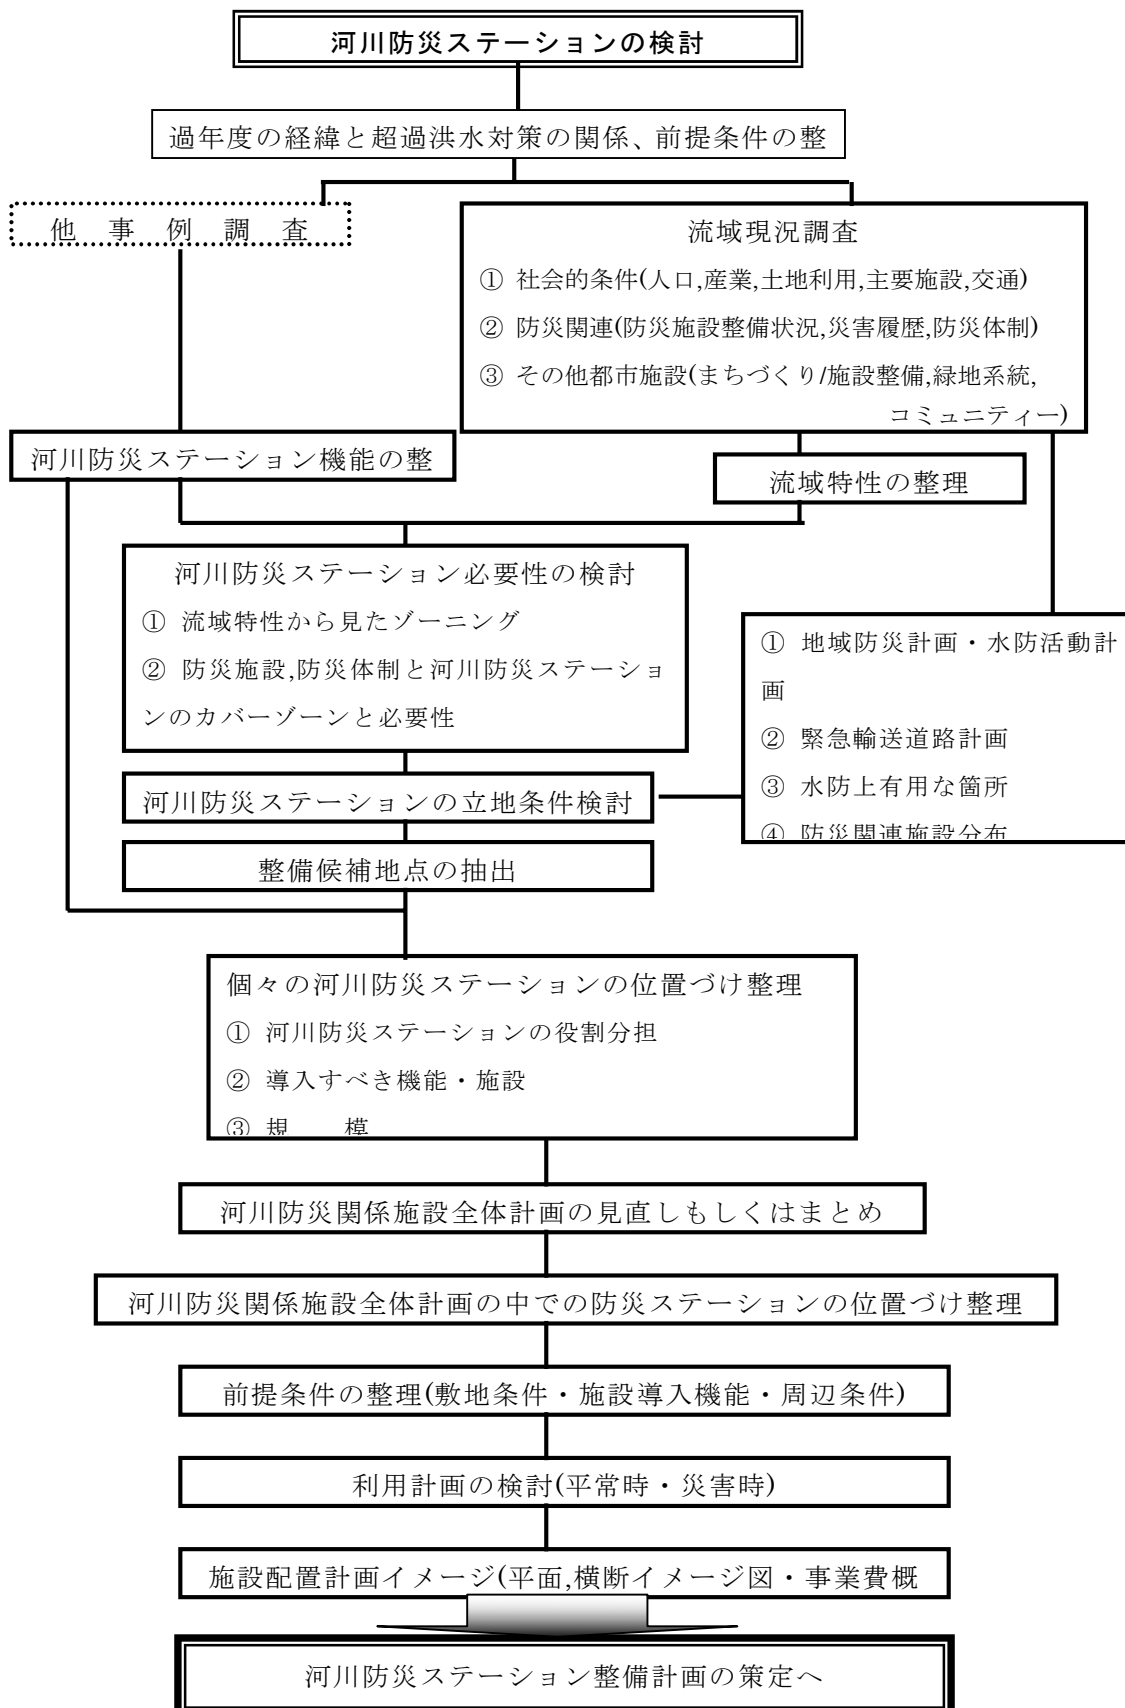 河川防災ステーションの検討
過年度の経緯と超過洪水対策の関係、前提条件の整
他 事 例 調 査
流域現況調査
① 社会的条件(人口,産業,土地利用,主要施設,交通)
② 防災関連(防災施設整備状況,災害履歴,防災体制)
③ その他都市施設(まちづくり/施設整備,緑地系統,
コミュニティー)
河川防災ステーション機能の整
流域特性の整理
河川防災ステーション必要性の検討
① 流域特性から見たゾーニング
② 防災施設,防災体制と河川防災ステーショ
ンのカバーゾーンと必要性
① 地域防災計画・水防活動計
画
② 緊急輸送道路計画
③ 水防上有用な箇所
④ 防災関連施設分布
河川防災ステーションの立地条件検討
整備候補地点の抽出
個々の河川防災ステーションの位置づけ整理
① 河川防災ステーションの役割分担
② 導入すべき機能・施設
③ 規 模
河川防災関係施設全体計画の見直しもしくはまとめ
河川防災関係施設全体計画の中での防災ステーションの位置づけ整理
前提条件の整理(敷地条件・施設導入機能・周辺条件)
利用計画の検討(平常時・災害時)
施設配置計画イメージ(平面,横断イメージ図・事業費概
河川防災ステーション整備計画の策定へ